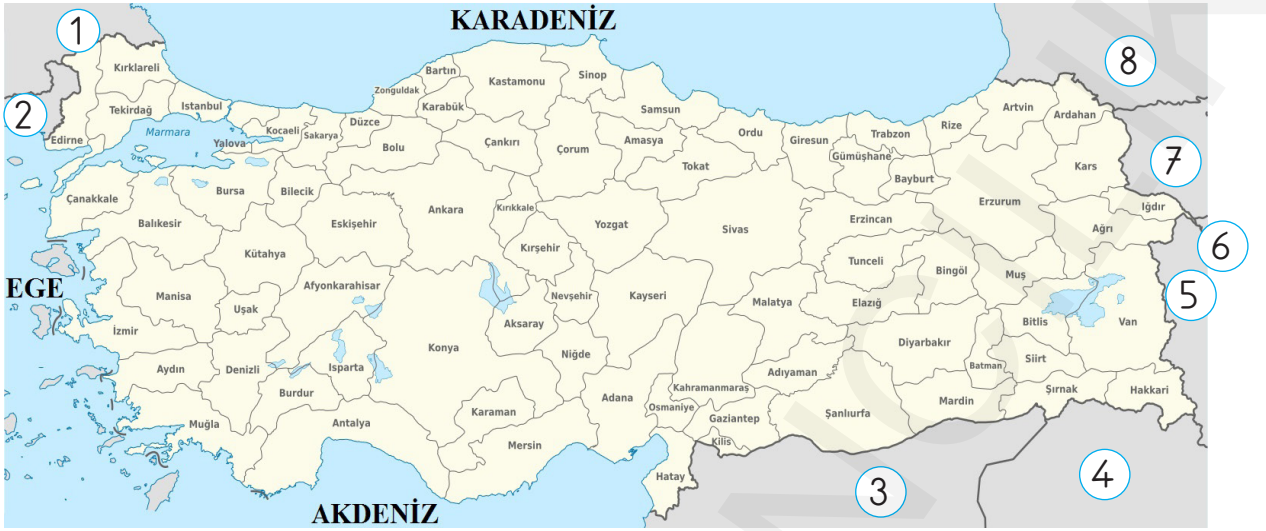 KARADENİZ
1
8
Kırklareli
Bartın
Kastamonu
Sinop
Zonguldak
Karabük
2
Tekirdağ
Istanbul
Samsun
Artvin
Ardahan
Edirne
Marmara
Yalova
Kocaeli
Sakarya
Düzce
Bolu
Çankırı
Çorum
Amasya
Ordu
Giresun
Trabzon
Rize
Gümüşhane
Tokat
Bayburt
Kars
7
Çanakkale
Bursa
Bilecik
Ankara
Kırıkkale
Erzurum
Iğdır
Balıkesir
Eskişehir
Yozgat
Sivas
Erzincan
Ağrı
6
Kütahya
Kırşehir
Tunceli
Bingöl
Muş
EGE
Manisa
Uşak
Afyonkarahisar
Nevşehir
Kayseri
Malatya
Elazığ
5
İzmir
Aksaray
Bitlis
Van
Konya
Diyarbakır
Aydın
Denizli
Isparta
Niğde
Adıyaman
Batman
Siirt
Burdur
Kahramanmaraş
Şırnak
Hakkari
Muğla
Antalya
Karaman
Adana
Osmaniye
Gaziantep
Şanlıurfa
Mardin
Mersin
Kilis
Hatay
3
4
AKDENİZ